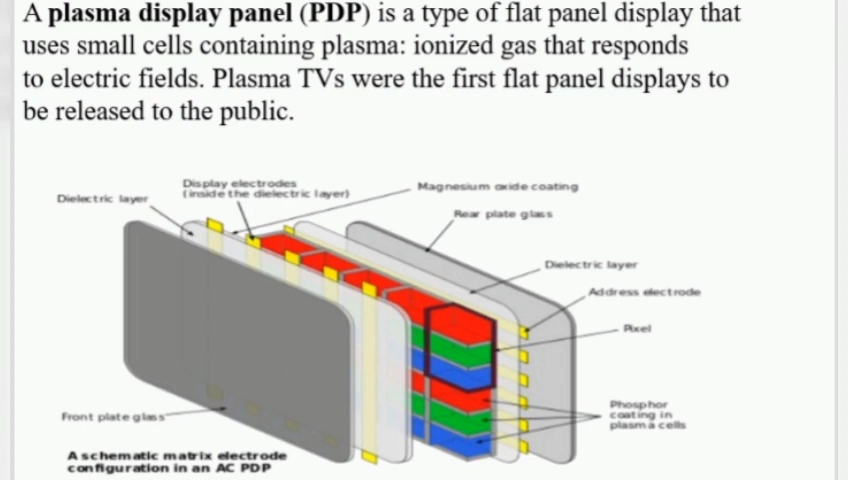 A plasma display panel (PDP) is a type of flat panel display that
uses small cells containing plasma: ionized gas that responds
to electric fields. Plasma TVs were the first flat panel displays to
be released to the public.
Display electrodes
(inside the dielectric layer)
Magnesium oxide coating
Dielectric layer
Rear plate glass
Dielectric layer
Address electrode
Pixel
Phosphor
coating in
plasma cells
Front plate glass
A schematic matrix electrode
configuration in an AC PDP